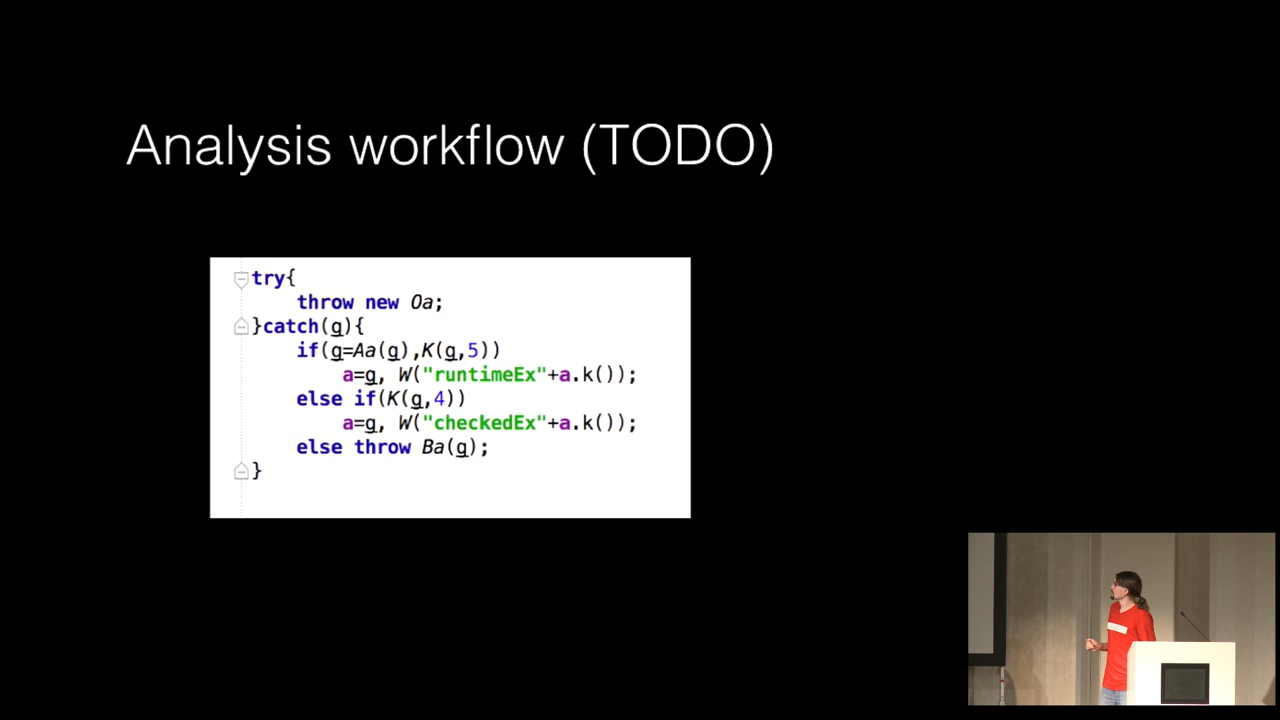 Analysis workflow (TODO)
try{
throw new Oa;
}catch(g){
if(g=Aa(g),K(g,5))
a=g, W("runtimeEx"+a.k());
else if(K(g,4))
a=g, W("checkedEx"+a.k());
else throw Ba(g);
}